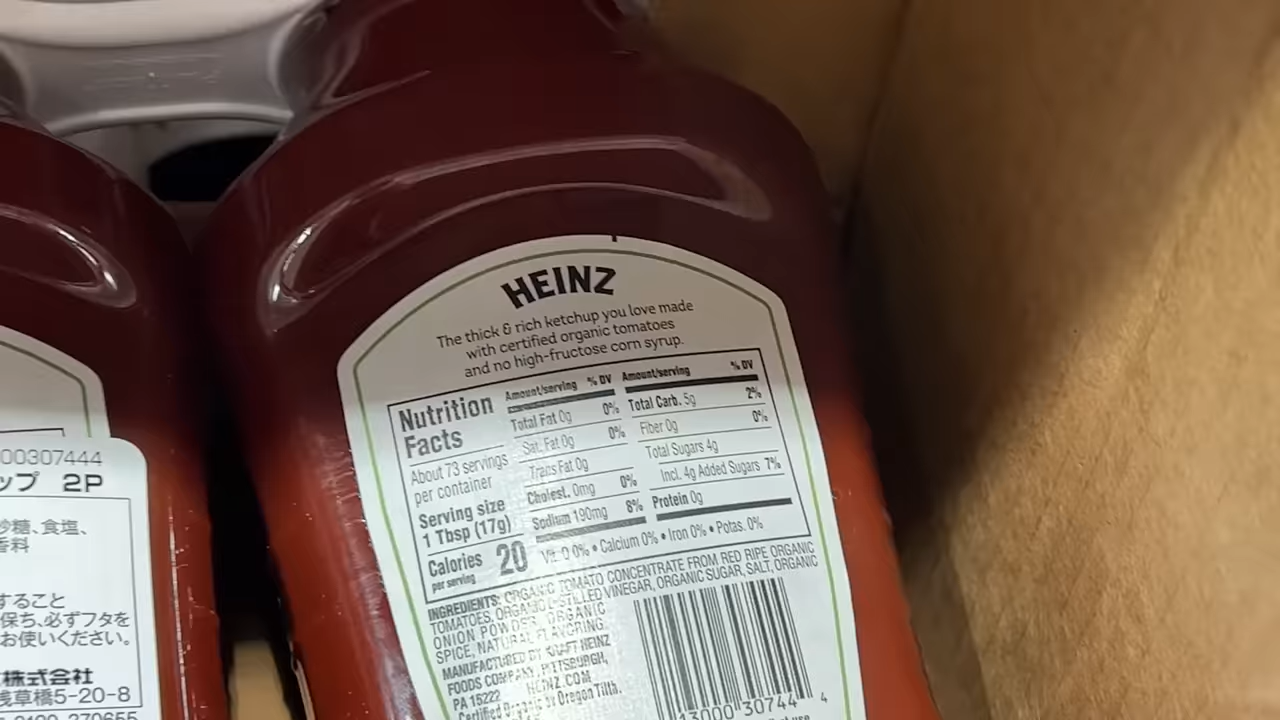 HEINZ
The thick & rich ketchup you love made
with certified organic tomatoes
and no high-fructose corn syrup.
Nutrition
Facts
About 73 servings
per container
Serving size
1 Tbsp (17g)
Calories 20
per serving
Amount/serving % DV
Total Fat 0g 0%
Sat. Fat 0g 0%
Trans Fat 0g
Cholest. 0mg 0%
Sodium 190mg 8%
Amount/serving % DV
Total Carb. 5g 2%
Fiber 0g 0%
Total Sugars 4g
Incl. 4g Added Sugars 7%
Protein 0g
Vit. D 0% • Calcium 0% • Iron 0% • Potas. 0%
INGREDIENTS: ORGANIC TOMATO CONCENTRATE FROM RED RIPE ORGANIC
TOMATOES, ORGANIC DISTILLED VINEGAR, ORGANIC SUGAR, SALT, ORGANIC
ONION POWDER, ORGANIC
SPICE, NATURAL FLAVORING.
MANUFACTURED BY KRAFT HEINZ
FOODS COMPANY, PITTSBURGH,
PA 15222 HEINZ.COM
Certified Organic by Oregon Tilth.
13000 30744 4
00307444
ップ 2P
砂糖、食塩、
香料
すること
保ち、必ずフタを
お使いください。
株式会社
浅草橋5-20-8